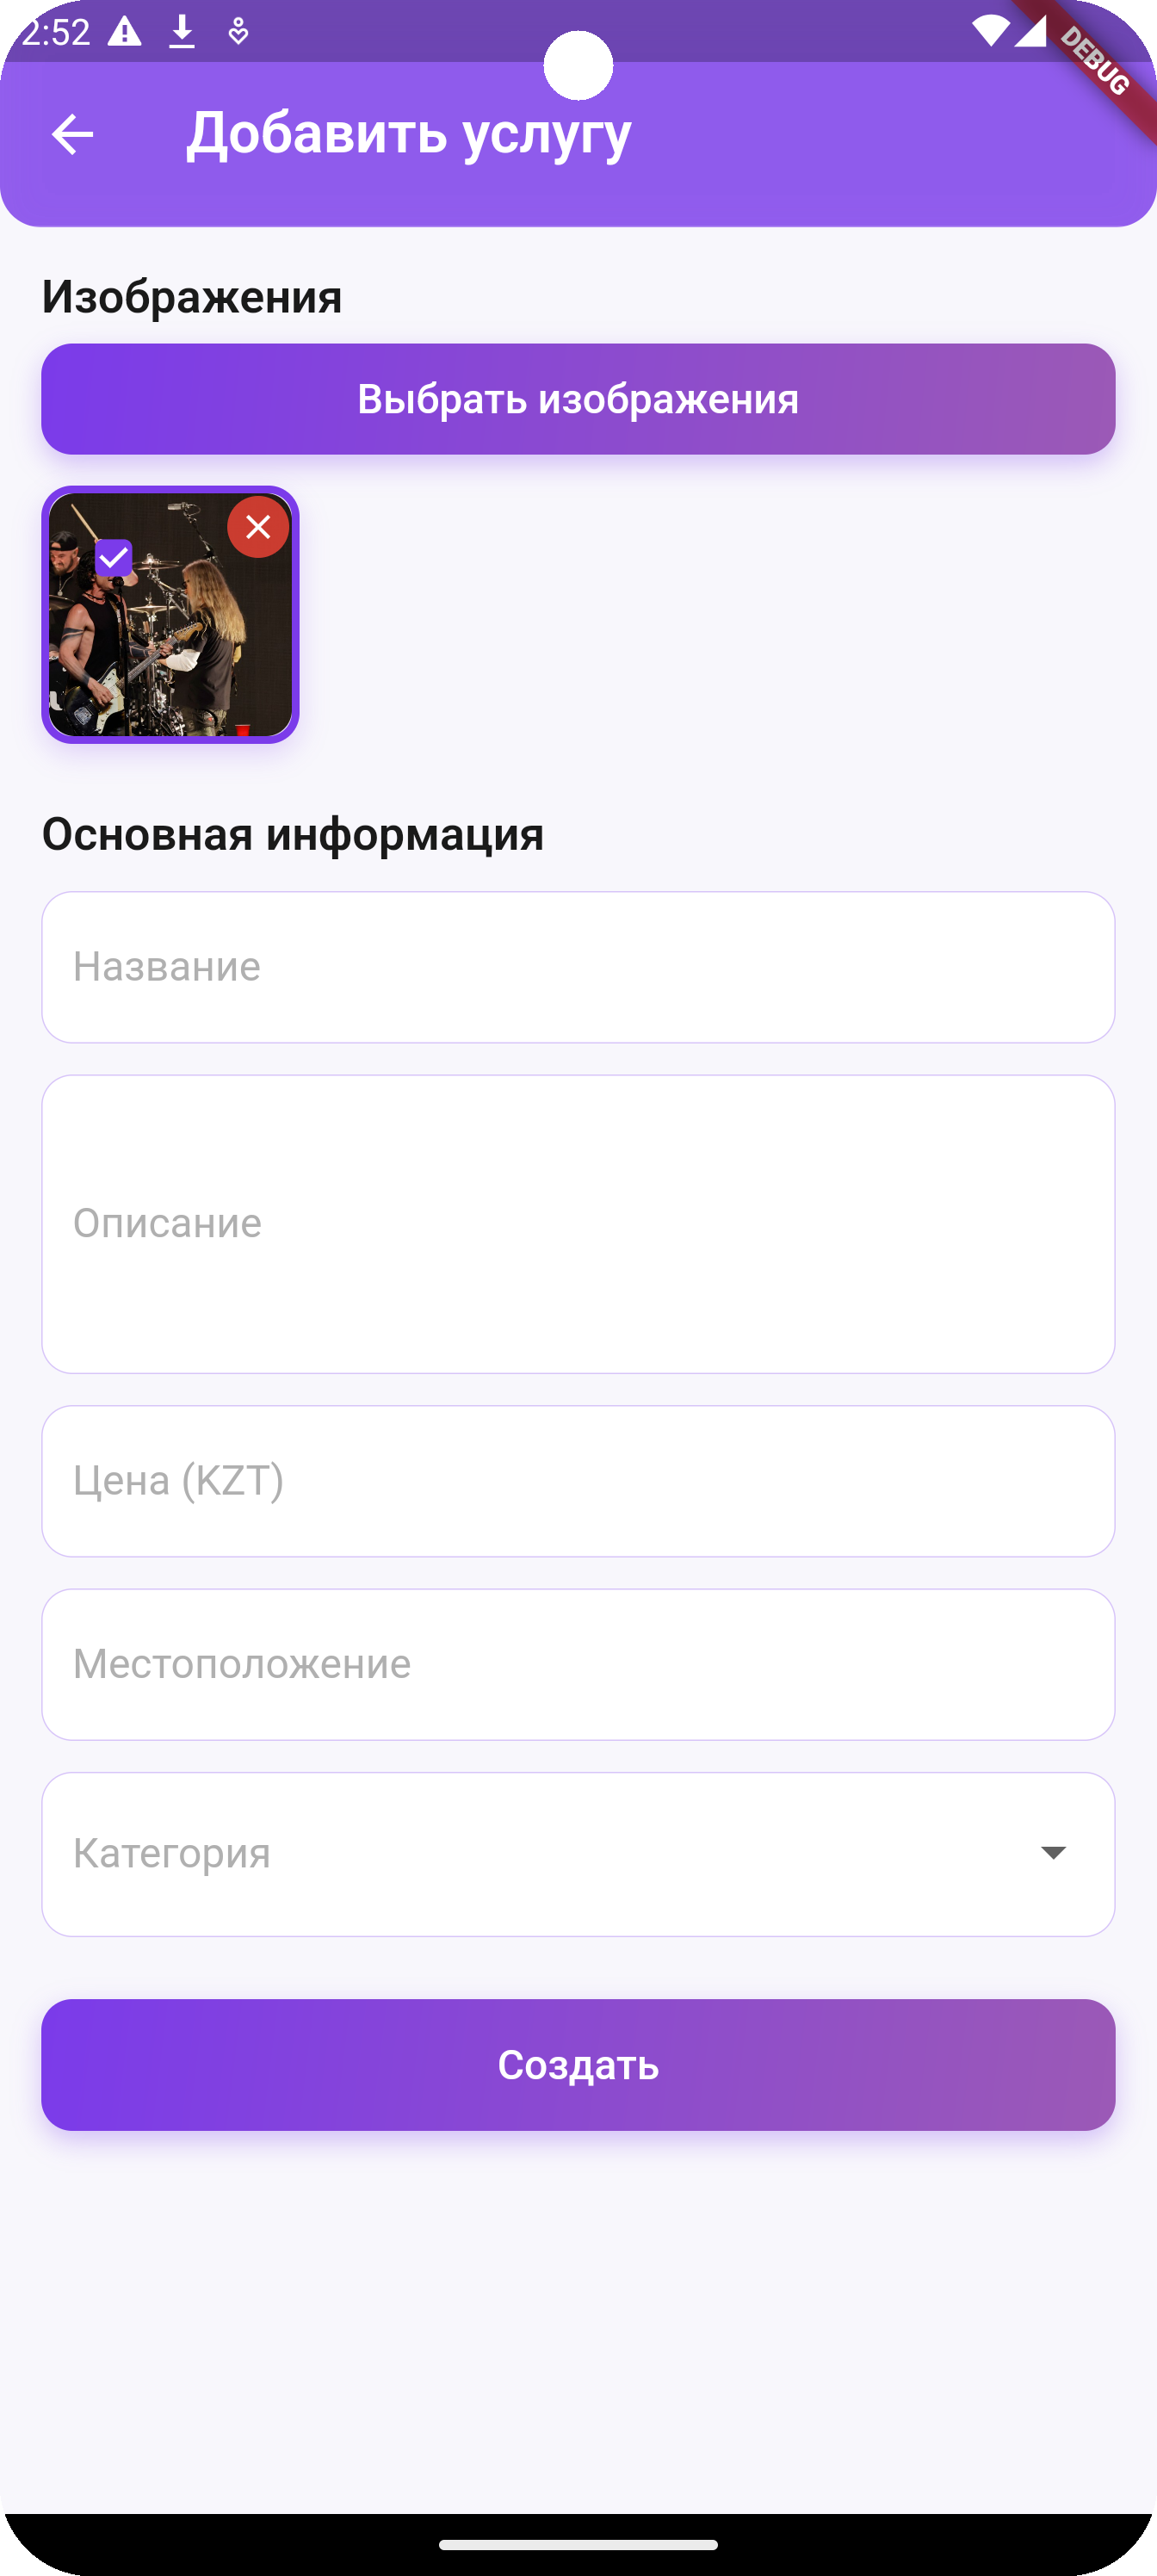 2:52
DEBUG
Добавить услугу
Изображения
Выбрать изображения
Основная информация
Название
Описание
Цена (KZT)
Местоположение
Категория
Создать